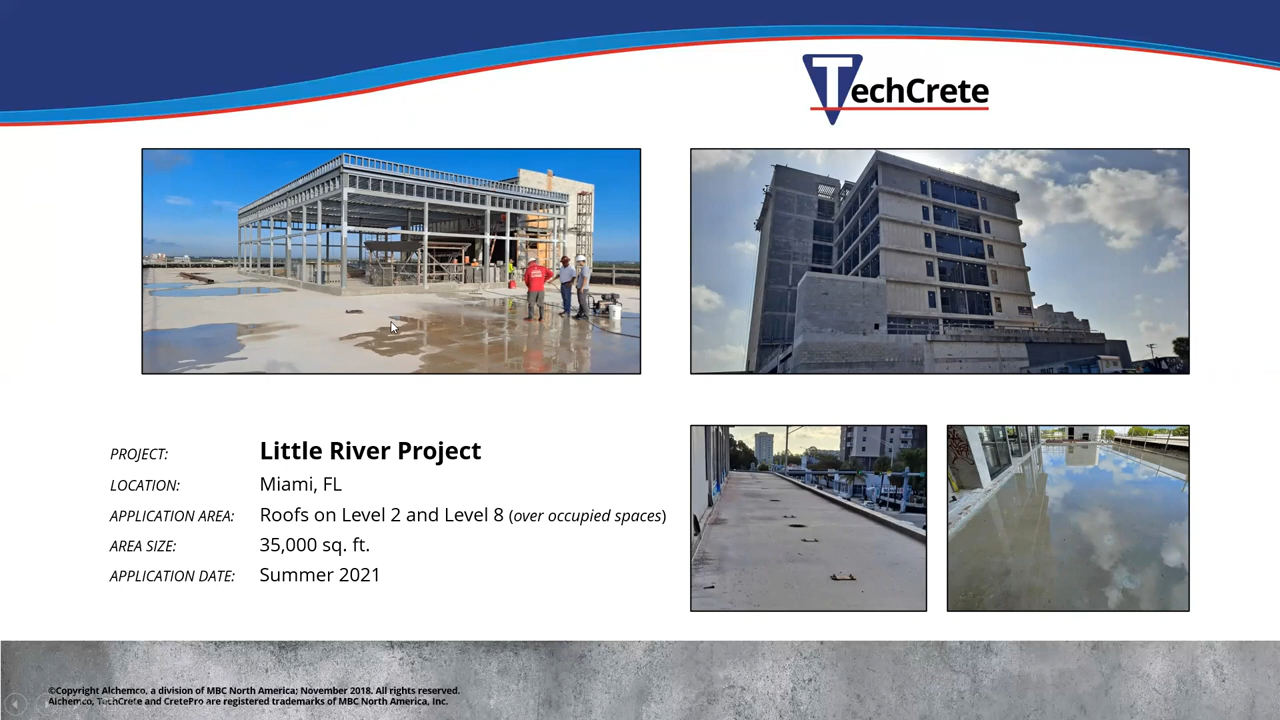 TechCrete
PROJECT: Little River Project
LOCATION: Miami, FL
APPLICATION AREA: Roofs on Level 2 and Level 8 (over occupied spaces)
AREA SIZE: 35,000 sq. ft.
APPLICATION DATE: Summer 2021
©Copyright Alchemco, a division of MBC North America; November 2018. All rights reserved.
Alchemco, TechCrete and CretePro are registered trademarks of MBC North America, Inc.